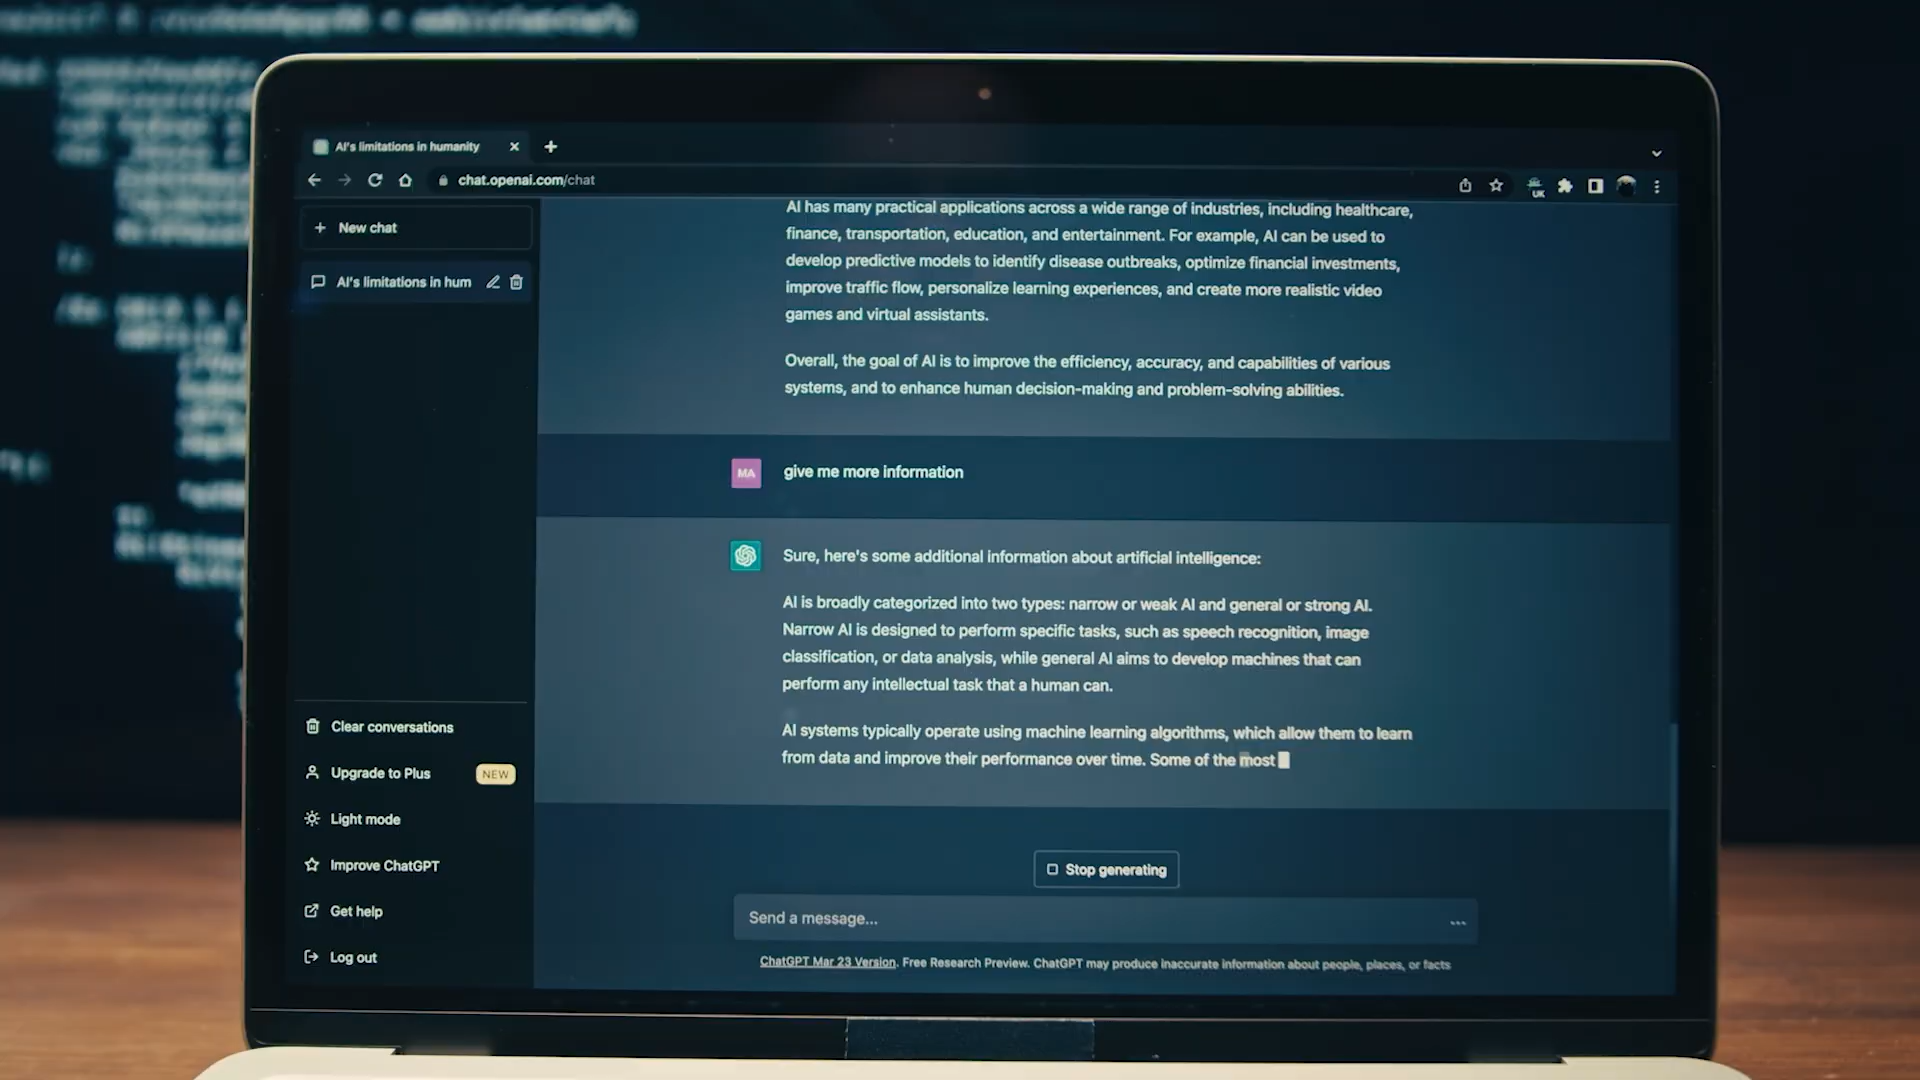 AI's limitations in humanity
chat.openai.com/chat
UK
New chat
AI's limitations in hum
AI has many practical applications across a wide range of industries, including healthcare,
finance, transportation, education, and entertainment. For example, AI can be used to
develop predictive models to identify disease outbreaks, optimize financial investments,
improve traffic flow, personalize learning experiences, and create more realistic video
games and virtual assistants.
Overall, the goal of AI is to improve the efficiency, accuracy, and capabilities of various
systems, and to enhance human decision-making and problem-solving abilities.
MA
give me more information
Sure, here's some additional information about artificial intelligence:
AI is broadly categorized into two types: narrow or weak AI and general or strong AI.
Narrow AI is designed to perform specific tasks, such as speech recognition, image
classification, or data analysis, while general AI aims to develop machines that can
perform any intellectual task that a human can.
AI systems typically operate using machine learning algorithms, which allow them to learn
from data and improve their performance over time. Some of the most
Clear conversations
Upgrade to Plus
NEW
Light mode
Improve ChatGPT
Get help
Log out
Stop generating
Send a message...
ChatGPT Mar 23 Version. Free Research Preview. ChatGPT may produce inaccurate information about people, places, or facts